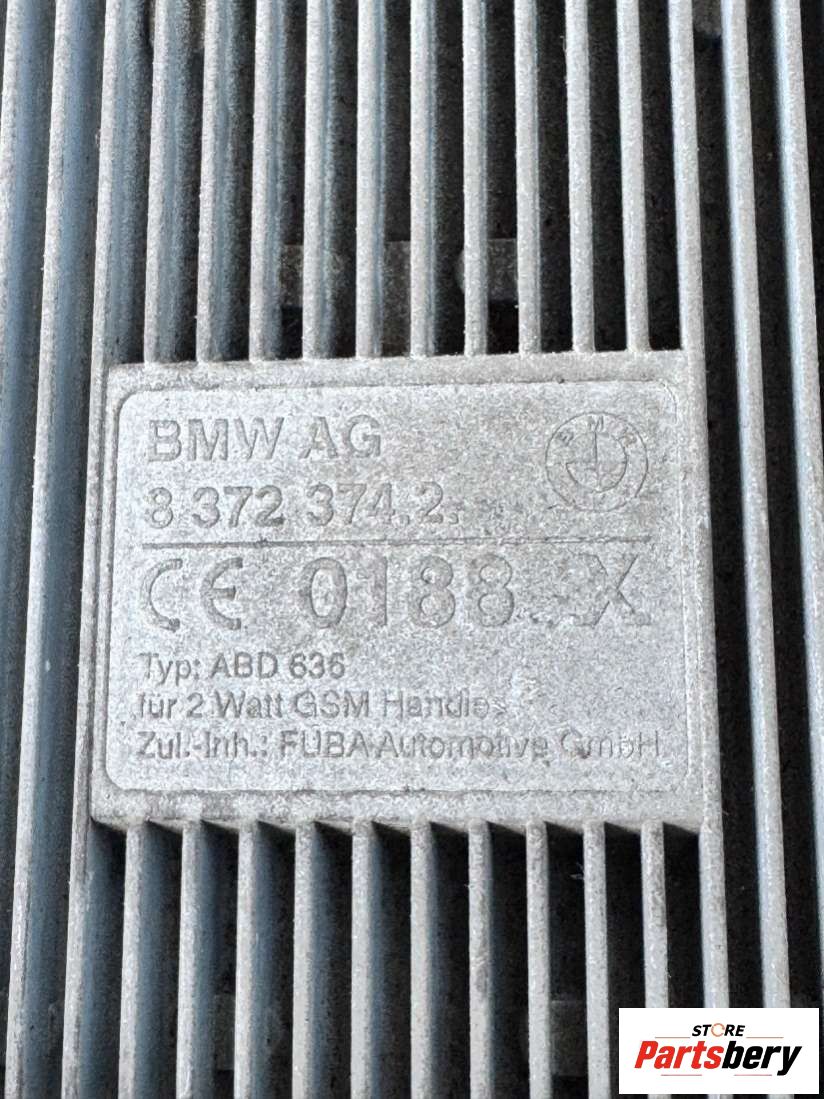 BMW AG
BMW
8 372 374.2
CE 0188 X
Typ: ABD 636
für 2 Watt GSM Handies
Zul.-Inh.: FUBA Automotive GmbH
STORE
Partsbery